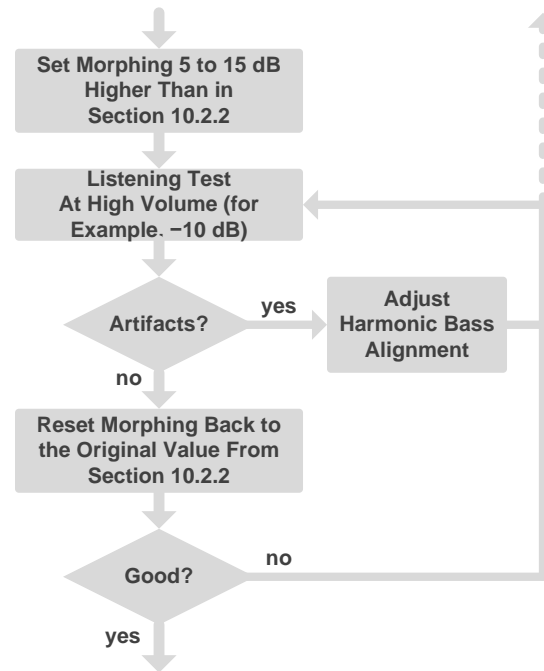 Set Morphing 5 to 15 dB
Higher Than in
Section 10.2.2
Listening Test
At High Volume (for
Example, −10 dB)
Artifacts?
yes
Adjust
Harmonic Bass
Alignment
no
Reset Morphing Back to
the Original Value From
Section 10.2.2
Good?
no
yes